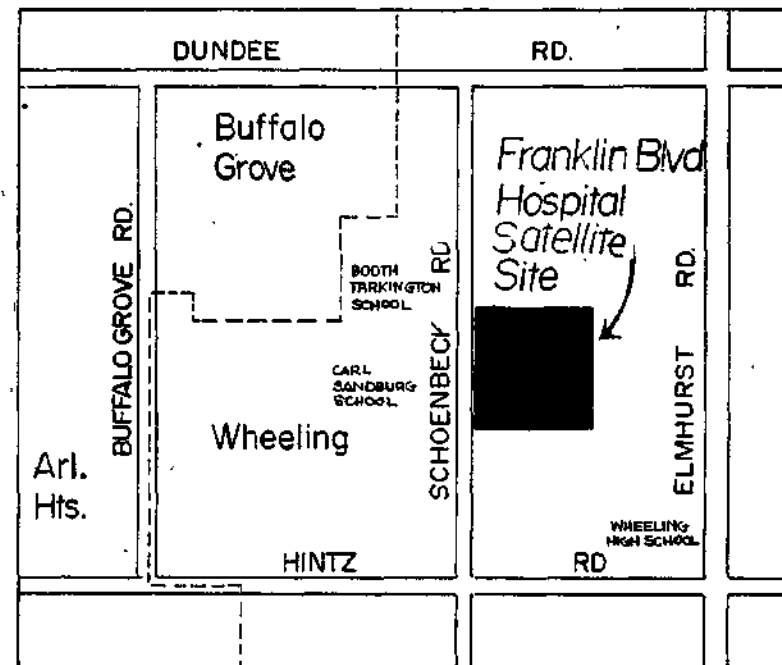 DUNDEE RD.
Buffalo
Grove
Franklin Blvd
Hospital
Satellite
Site
BUFFALO GROVE RD.
BOOTH
TARKINGTON
SCHOOL
SCHOENBECK RD
ELMHURST RD.
CARL
SANDBURG
SCHOOL
Wheeling
Arl.
Hts.
WHEELING
HIGH SCHOOL
HINTZ RD